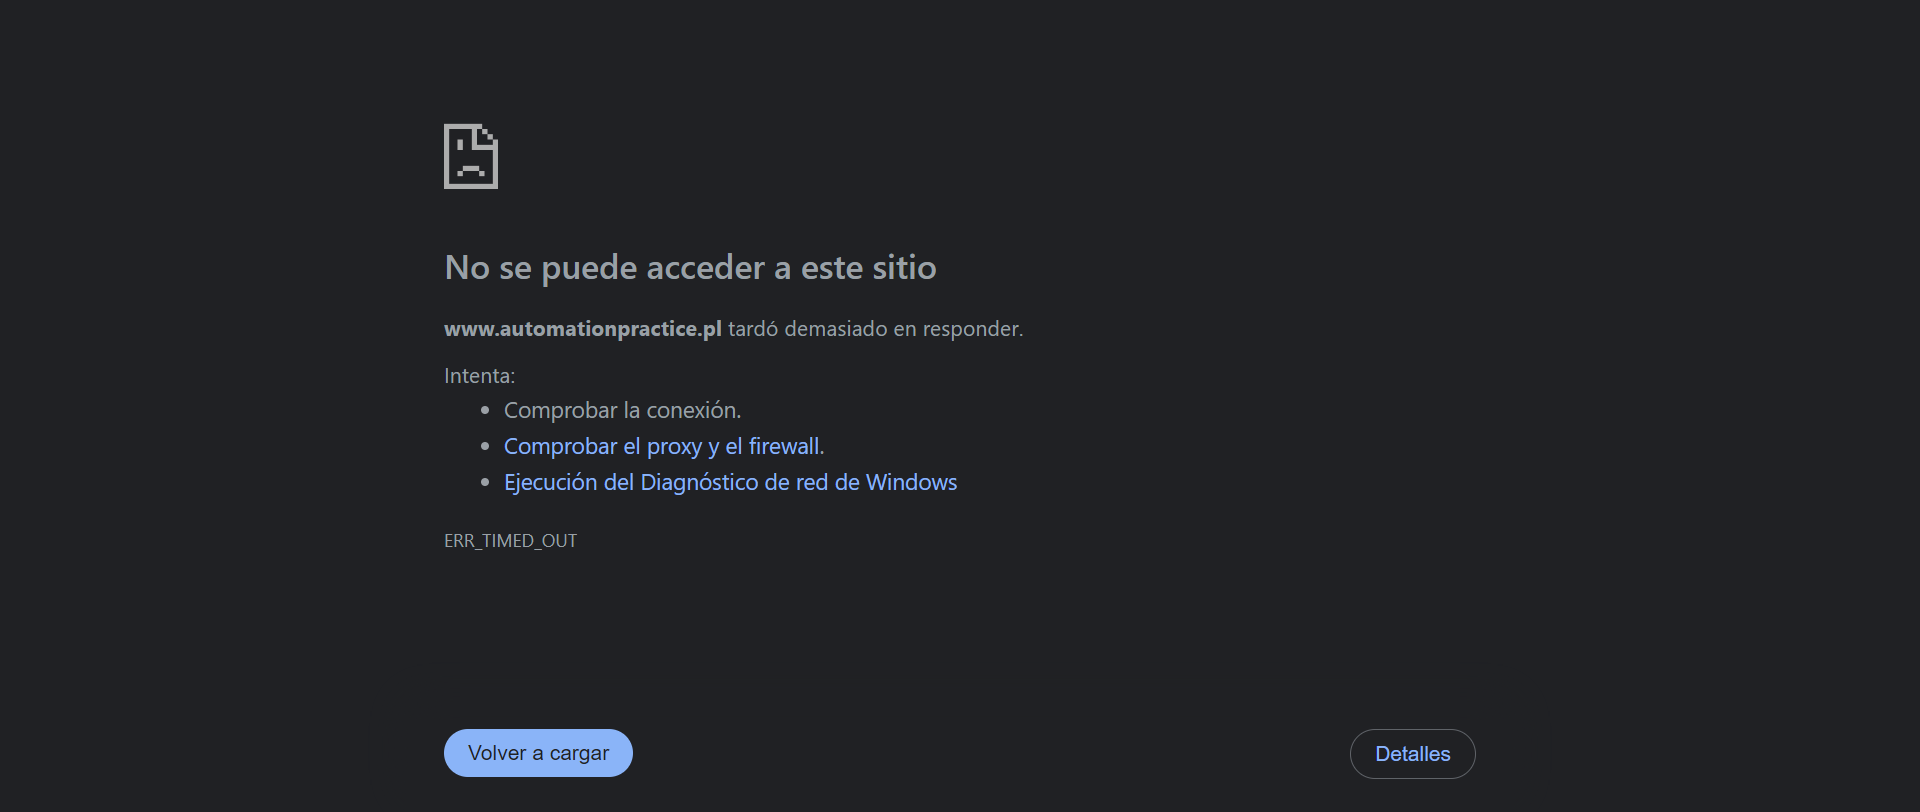 No se puede acceder a este sitio
www.automationpractice.pl tardó demasiado en responder.
Intenta:
Comprobar la conexión.
Comprobar el proxy y el firewall.
Ejecución del Diagnóstico de red de Windows
ERR_TIMED_OUT
Volver a cargar
Detalles